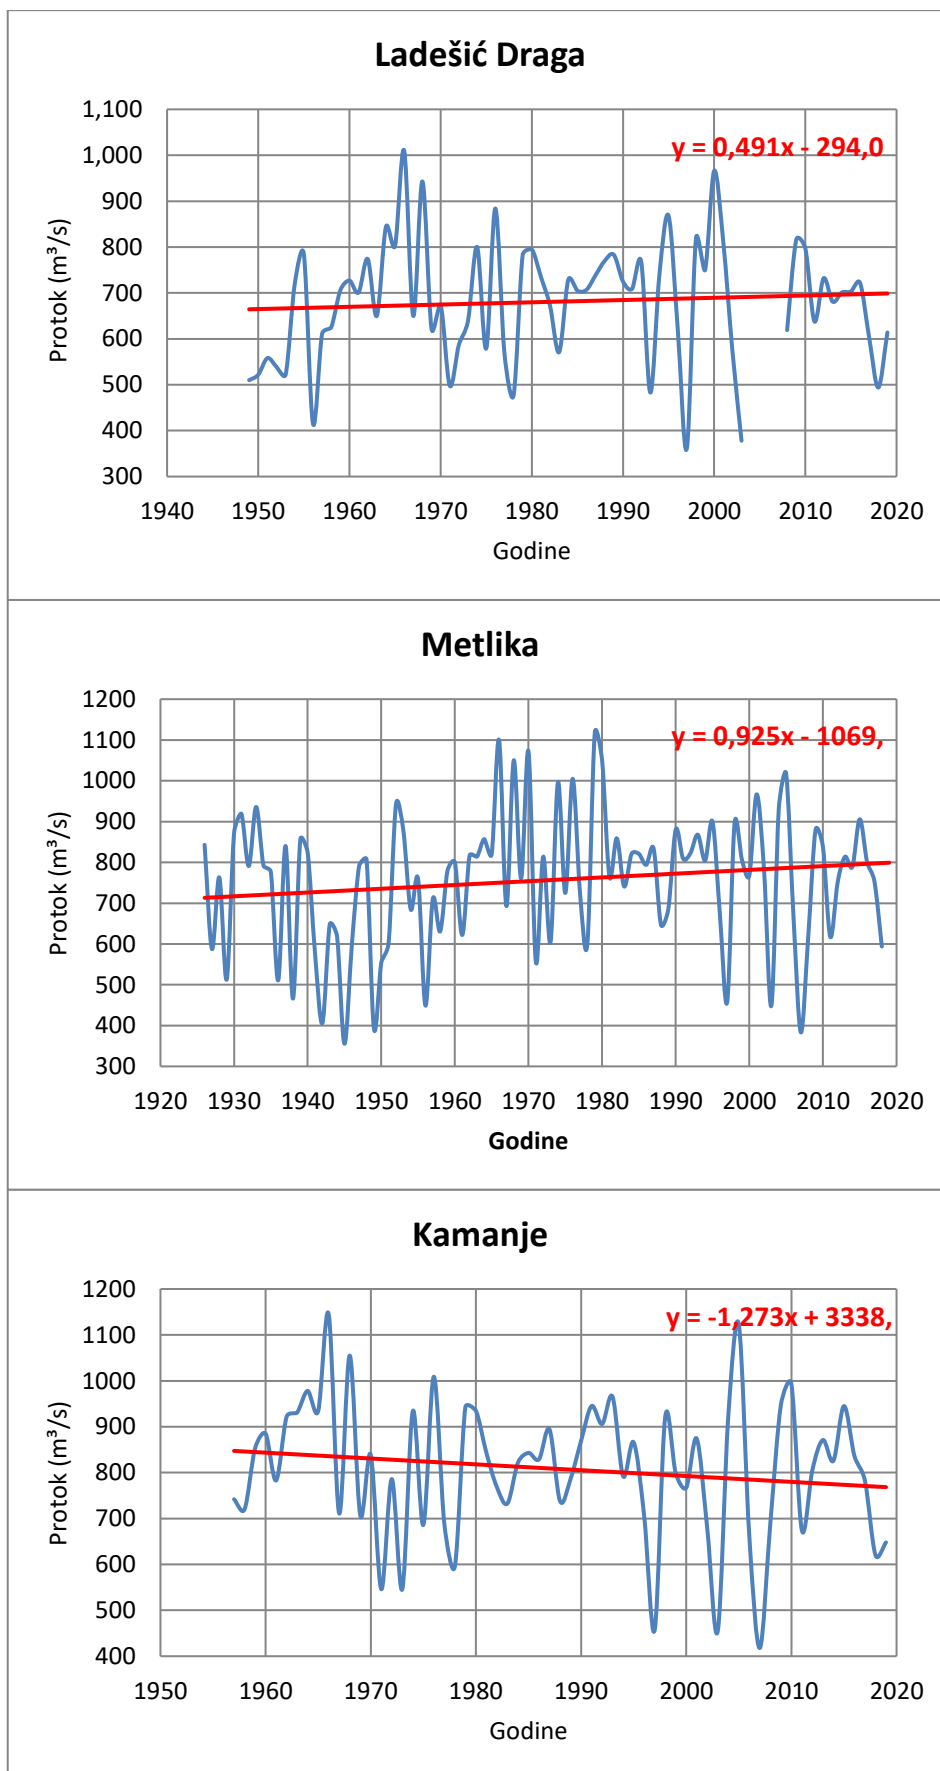 Ladešić Draga
1,100
y = 0,491x - 294,0
1,000
900
800
700
600
500
400
300
Protok (m³/s)
1940 1950 1960 1970 1980 1990 2000 2010 2020
Godine
Metlika
1200
y = 0,925x - 1069,
1100
1000
900
800
700
600
500
400
300
Protok (m³/s)
1920 1930 1940 1950 1960 1970 1980 1990 2000 2010 2020
Godine
Kamanje
1200
y = -1,273x + 3338,
1100
1000
900
800
700
600
500
400
Protok (m³/s)
1950 1960 1970 1980 1990 2000 2010 2020
Godine